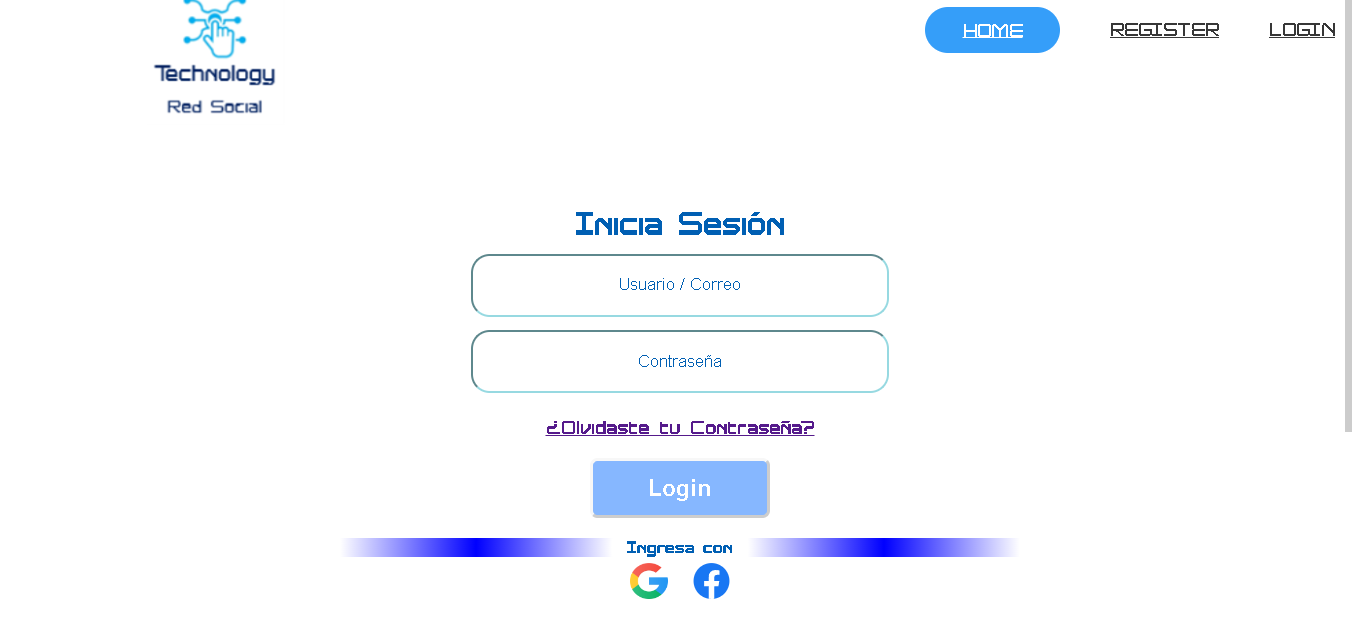 HOME
REGISTER
LOGIN
Technology
Red Social
Inicia Sesión
Usuario / Correo
Contraseña
¿Olvidaste tu Contraseña?
Login
Ingresa con